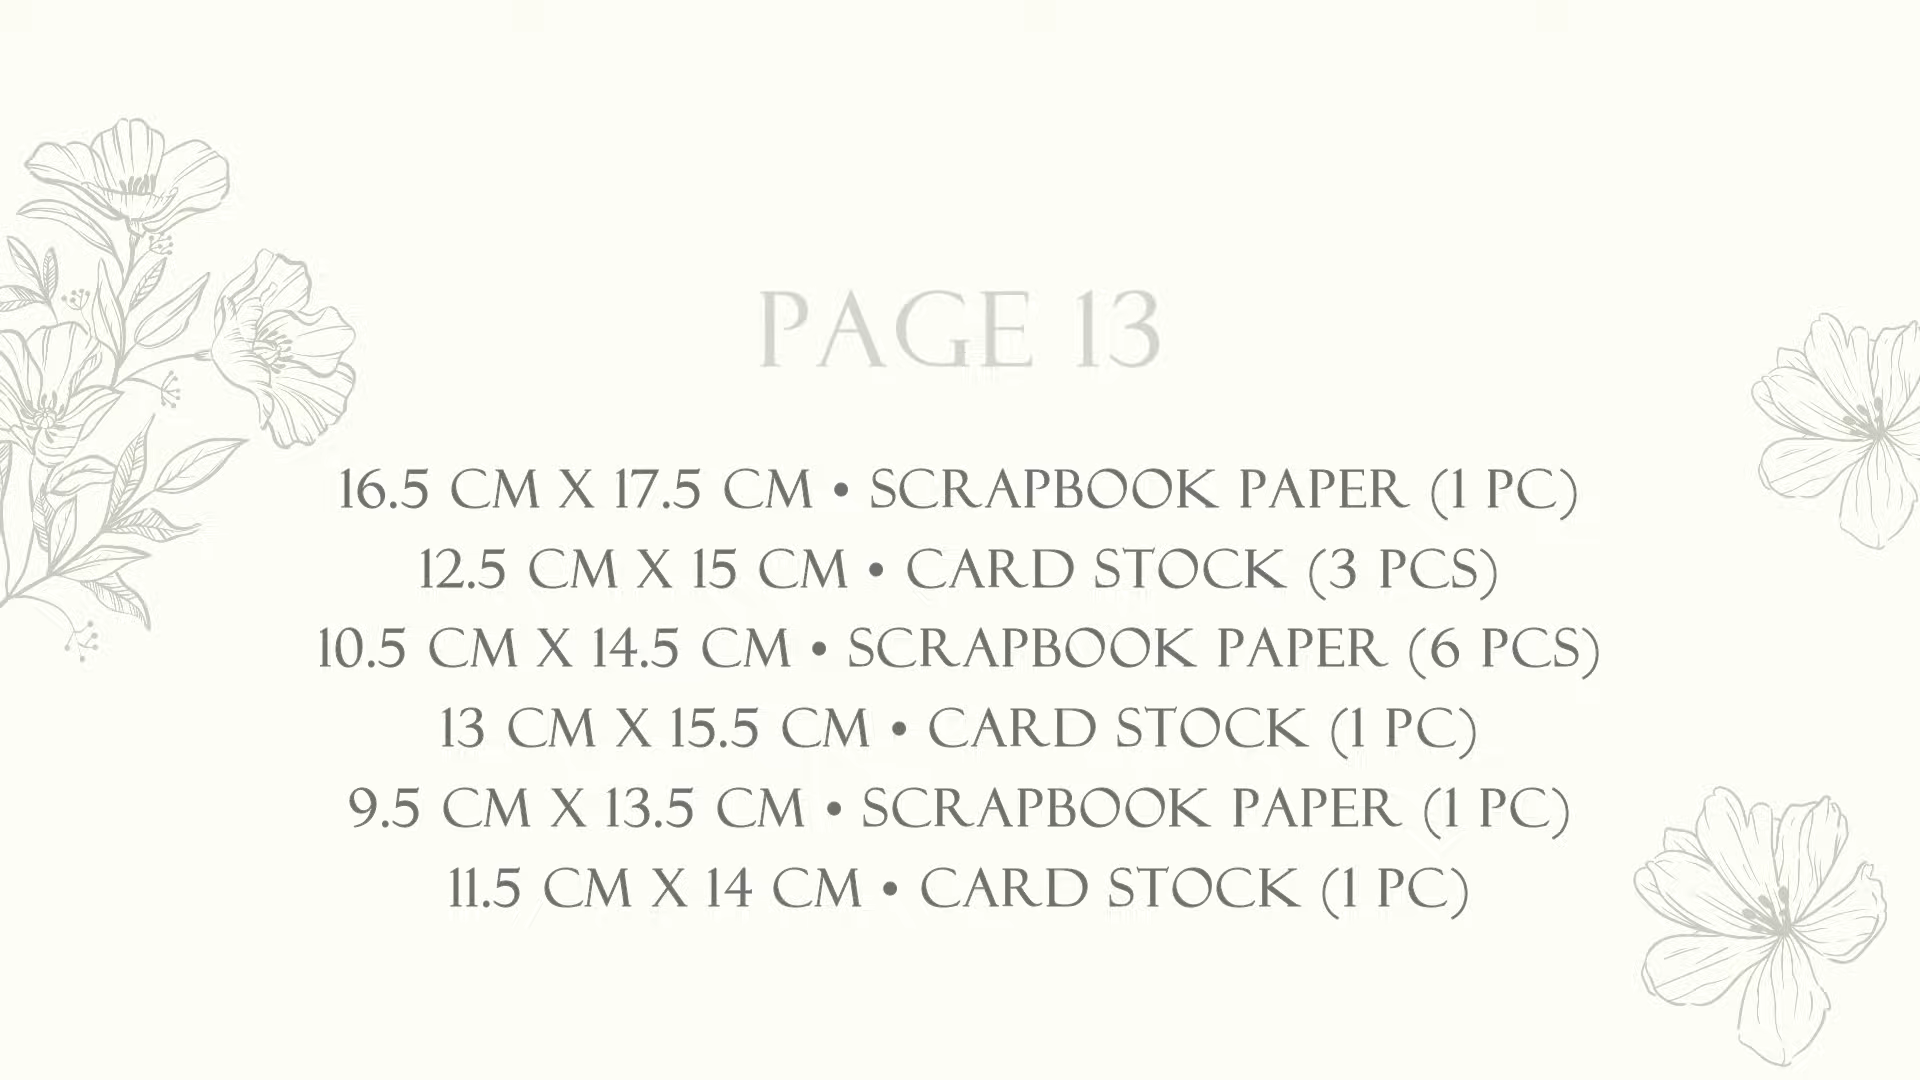 PAGE 13
16.5 CM X 17.5 CM • SCRAPBOOK PAPER (1 PC)
12.5 CM X 15 CM • CARD STOCK (3 PCS)
10.5 CM X 14.5 CM • SCRAPBOOK PAPER (6 PCS)
13 CM X 15.5 CM • CARD STOCK (1 PC)
9.5 CM X 13.5 CM • SCRAPBOOK PAPER (1 PC)
11.5 CM X 14 CM • CARD STOCK (1 PC)